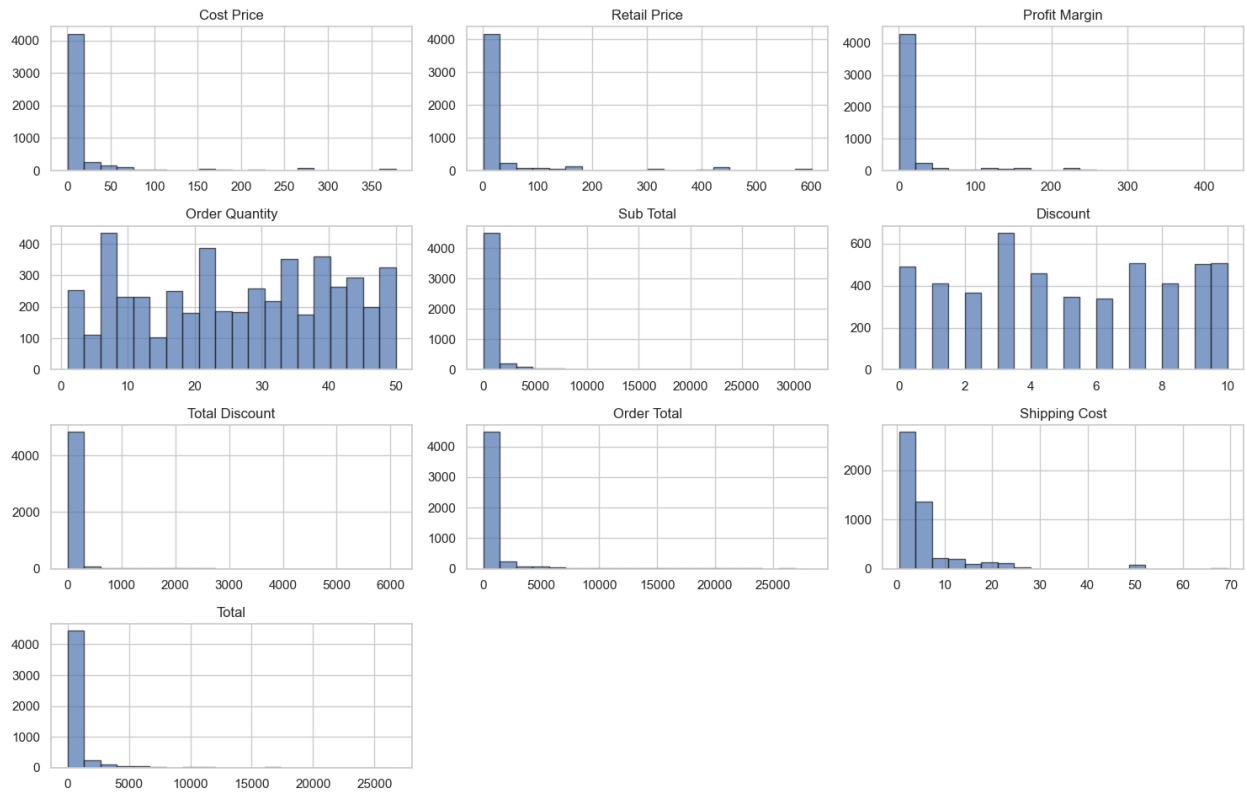 Cost Price
4000
3000
2000
1000
0
0 50 100 150 200 250 300 350
Retail Price
4000
3000
2000
1000
0
0 100 200 300 400 500 600
Profit Margin
4000
3000
2000
1000
0
0 100 200 300 400
Order Quantity
400
300
200
100
0
0 10 20 30 40 50
Sub Total
4000
3000
2000
1000
0
0 5000 10000 15000 20000 25000 30000
Discount
600
400
200
0
0 2 4 6 8 10
Total Discount
4000
2000
0
0 1000 2000 3000 4000 5000 6000
Order Total
4000
3000
2000
1000
0
0 5000 10000 15000 20000 25000
Shipping Cost
2000
1000
0
0 10 20 30 40 50 60 70
Total
4000
3000
2000
1000
0
0 5000 10000 15000 20000 25000